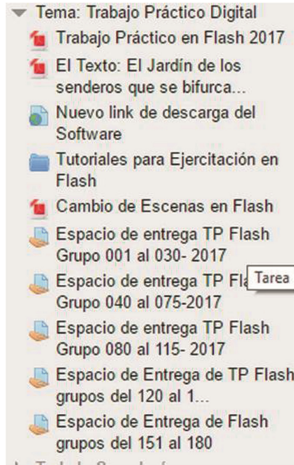 Tema: Trabajo Práctico Digital
Trabajo Práctico en Flash 2017
El Texto: El Jardín de los
senderos que se bifurca...
Nuevo link de descarga del
Software
Tutoriales para Ejercitación en
Flash
Cambio de Escenas en Flash
Espacio de entrega TP Flash
Grupo 001 al 030- 2017
Espacio de entrega TP
Tarea
Grupo 040 al 075-2017
Espacio de entrega TP Flash
Grupo 080 al 115- 2017
Espacio de Entrega de TP Flash
grupos del 120 al 1...
Espacio de Entrega de Flash
grupos del 151 al 180